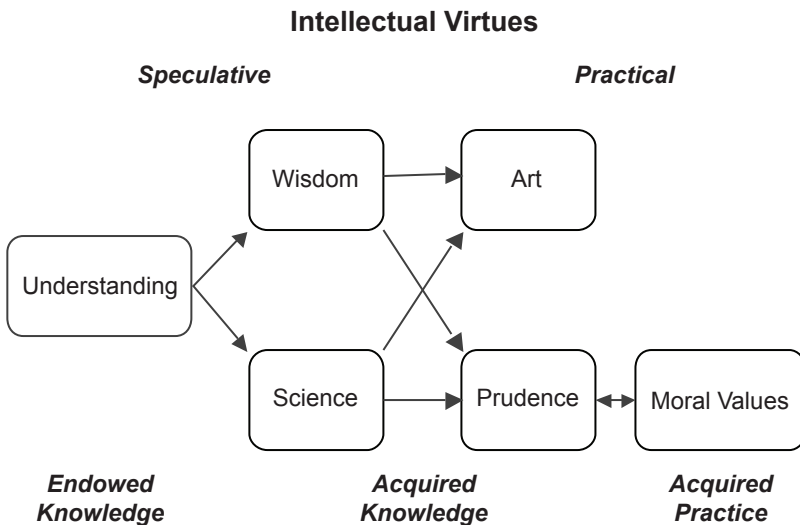 Intellectual Virtues
Speculative
Practical
Wisdom
Art
Understanding
Science
Prudence
Moral Values
Endowed
Knowledge
Acquired
Knowledge
Acquired
Practice